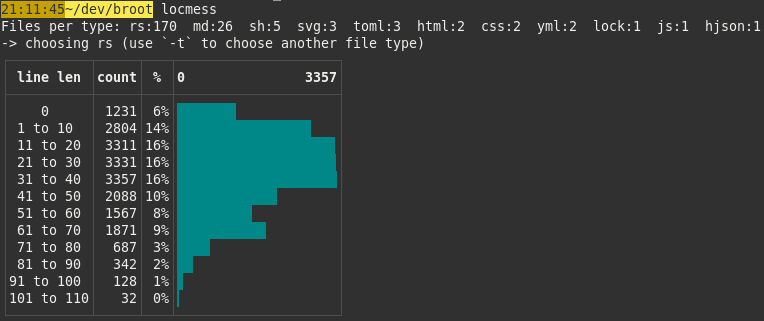 21:11:45~/dev/broot locmess
Files per type: rs:170  md:26  sh:5  svg:3  toml:3  html:2  css:2  yml:2  lock:1  js:1  hjson:1
-> choosing rs (use `-t` to choose another file type)
line len count % 0 3357
0 1231 6%
1 to 10 2804 14%
11 to 20 3311 16%
21 to 30 3331 16%
31 to 40 3357 16%
41 to 50 2088 10%
51 to 60 1567 8%
61 to 70 1871 9%
71 to 80 687 3%
81 to 90 342 2%
91 to 100 128 1%
101 to 110 32 0%